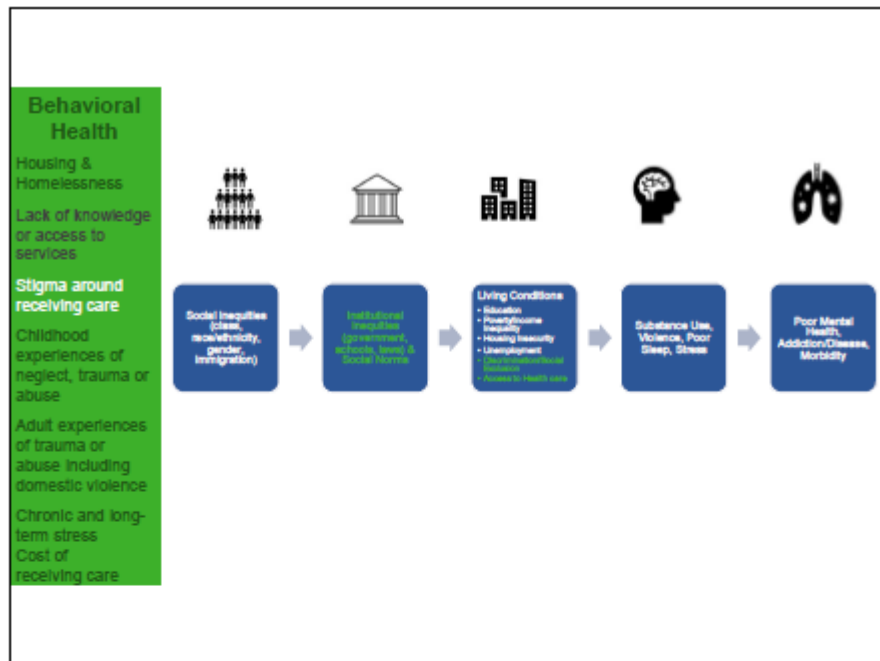 Behavioral
Health
Housing &
Homelessness
Lack of knowledge
or access to
services
Stigma around
receiving care
Childhood
experiences of
neglect, trauma or
abuse
Adult experiences
of trauma or
abuse including
domestic violence
Chronic and long-
term stress
Cost of
receiving care
Social Inequities
(class,
race/ethnicity,
gender,
immigration)
Institutional
Inequities
(government,
schools, laws) &
Social Norms
Living Conditions
• Education
• Poverty/Income
Inequality
• Housing Insecurity
• Unemployment
• Discrimination/Social
Exclusion
• Access to Health care
Substance Use,
Violence, Poor
Sleep, Stress
Poor Mental
Health,
Addiction/Disease,
Morbidity